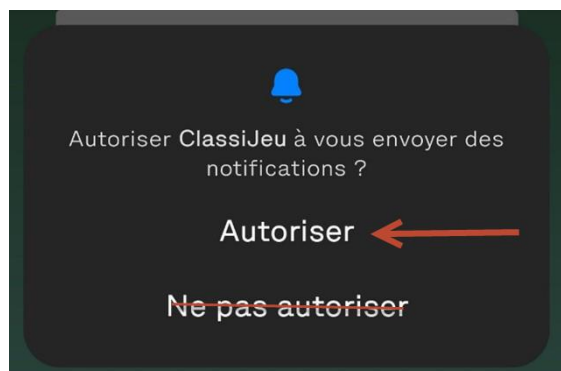 Autoriser ClassiJeu à vous envoyer des
notifications ?
Autoriser
Ne pas autoriser